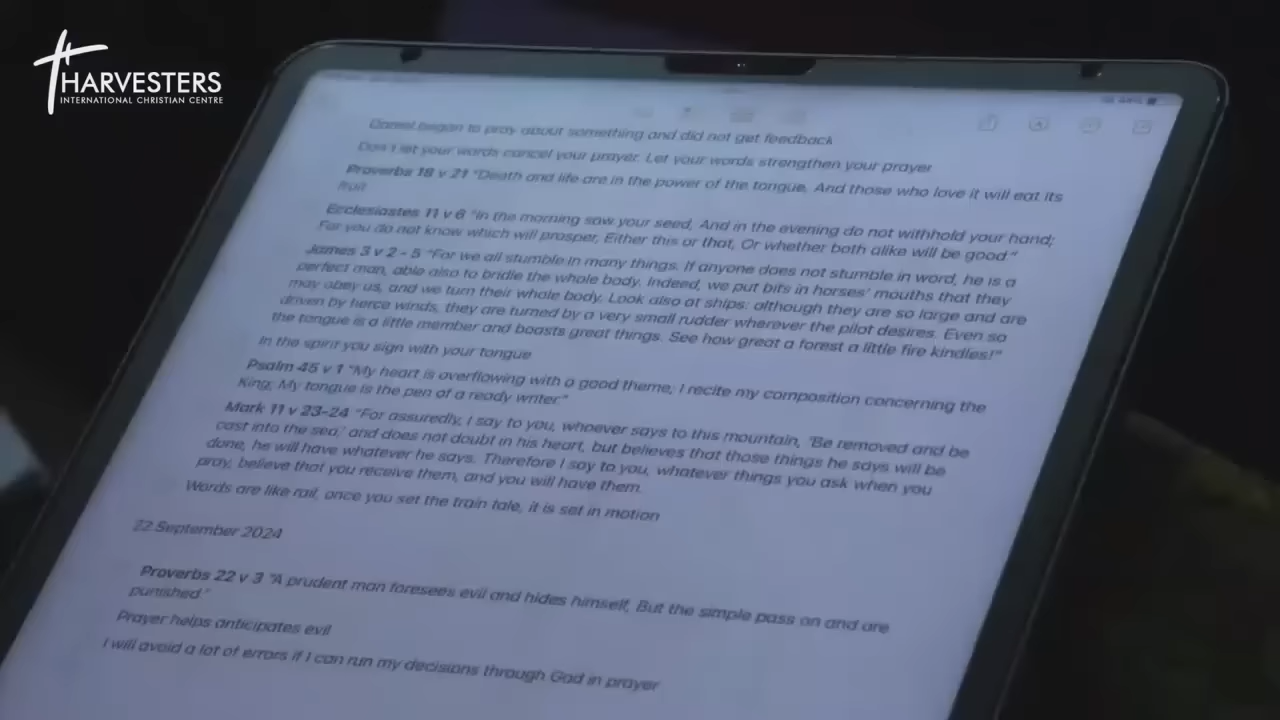 HARVESTERS
INTERNATIONAL CHRISTIAN CENTRE
Daniel began to pray about something and did not get feedback
Don't let your words cancel your prayer. Let your words strengthen your prayer
Proverbs 18 v 21 "Death and life are in the power of the tongue, And those who love it will eat its
fruit
Ecclesiastes 11 v 6 "In the morning sow your seed, And in the evening do not withhold your hand;
For you do not know which will prosper, Either this or that, Or whether both alike will be good."
James 3 v 2 - 5 "For we all stumble in many things. If anyone does not stumble in word, he is a
perfect man, able also to bridle the whole body. Indeed, we put bits in horses' mouths that they
may obey us, and we turn their whole body. Look also at ships: although they are so large and are
driven by fierce winds, they are turned by a very small rudder wherever the pilot desires. Even so
the tongue is a little member and boasts great things. See how great a forest a little fire kindles!"
In the spirit you sign with your tongue
Psalm 45 v 1 "My heart is overflowing with a good theme; I recite my composition concerning the
King; My tongue is the pen of a ready writer."
Mark 11 v 23-24 "For assuredly, I say to you, whoever says to this mountain, 'Be removed and be
cast into the sea,' and does not doubt in his heart, but believes that those things he says will be
done, he will have whatever he says. Therefore I say to you, whatever things you ask when you
pray, believe that you receive them, and you will have them.
Words are like rail, once you set the train tale, it is set in motion
22 September 2024
Proverbs 22 v 3 "A prudent man foresees evil and hides himself, But the simple pass on and are
punished."
Prayer helps anticipates evil
I will avoid a lot of errors if I can run my decisions through God in prayer